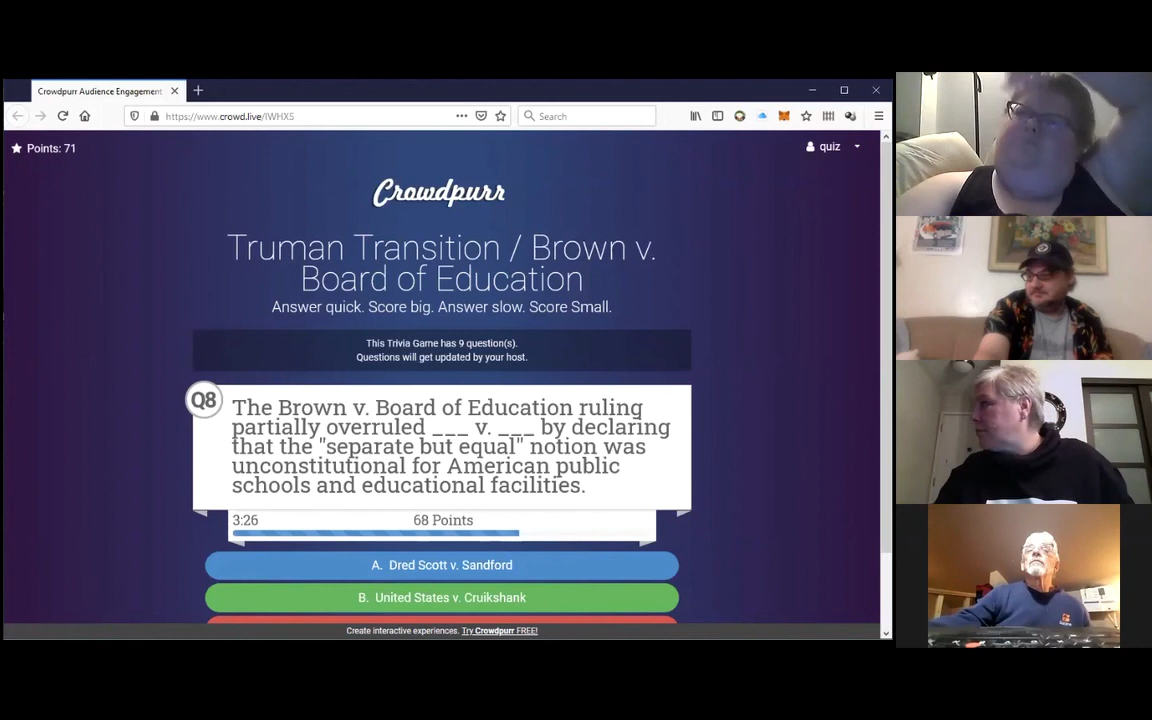 Crowdpurr Audience Engagement
https://www.crowd.live/IWHX5
Search
Points: 71
quiz
Crowdpurr
Truman Transition / Brown v.
Board of Education
Answer quick. Score big. Answer slow. Score Small.
This Trivia Game has 9 question(s).
Questions will get updated by your host.
Q8
The Brown v. Board of Education ruling
partially overruled ___ v. ___ by declaring
that the "separate but equal" notion was
unconstitutional for American public
schools and educational facilities.
3:26 68 Points
A. Dred Scott v. Sandford
B. United States v. Cruikshank
Create interactive experiences. Try Crowdpurr FREE!